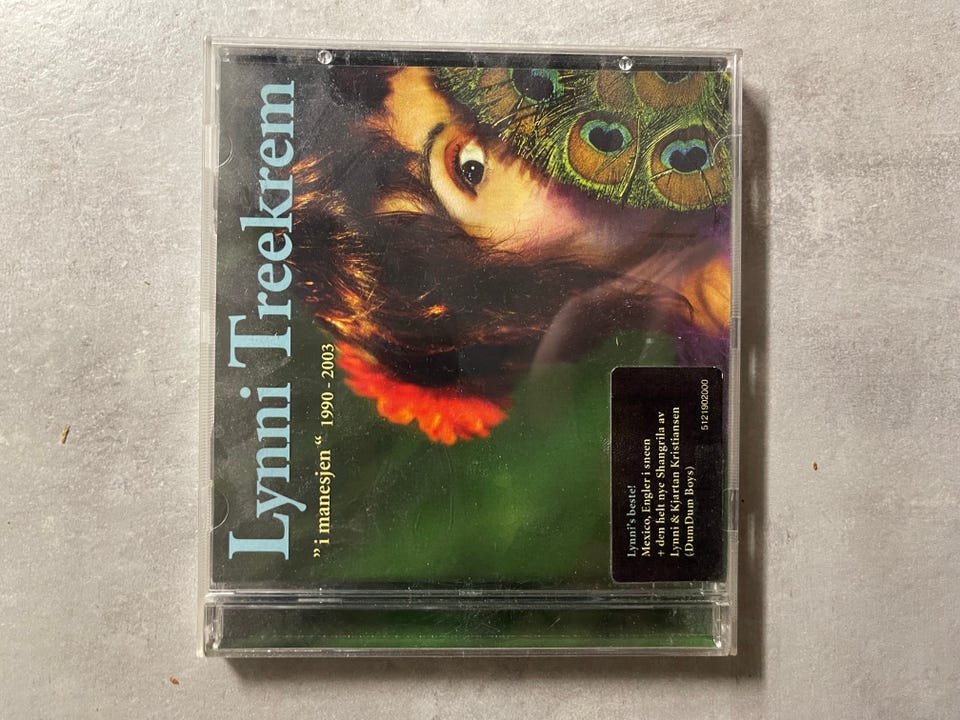 Lynni Treekrem
”i manesjen“ 1990 - 2003
Lynni's beste!
Mexico, Engler i sneen
+ den helt nye Shangrila av
Lynni & Kjartan Kristiansen
(DumDum Boys)
5121902000